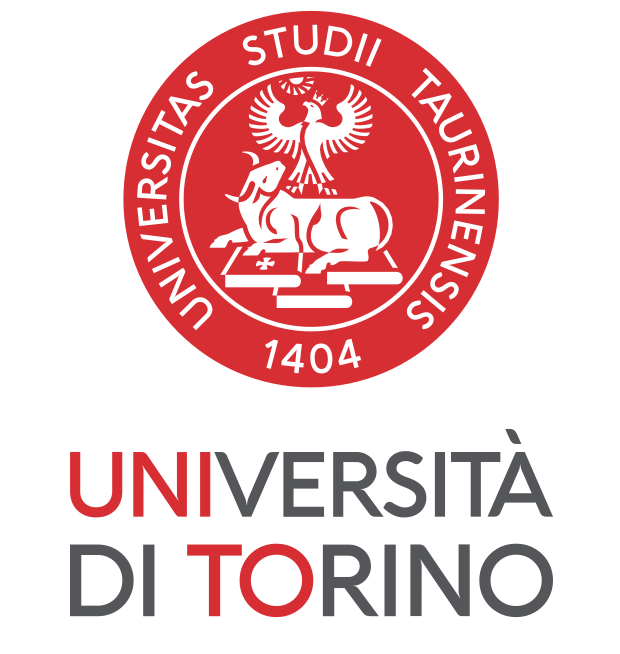 UNIVERSITAS STUDII TAURINENSIS
1404
UNIVERSITÀ
DI TORINO